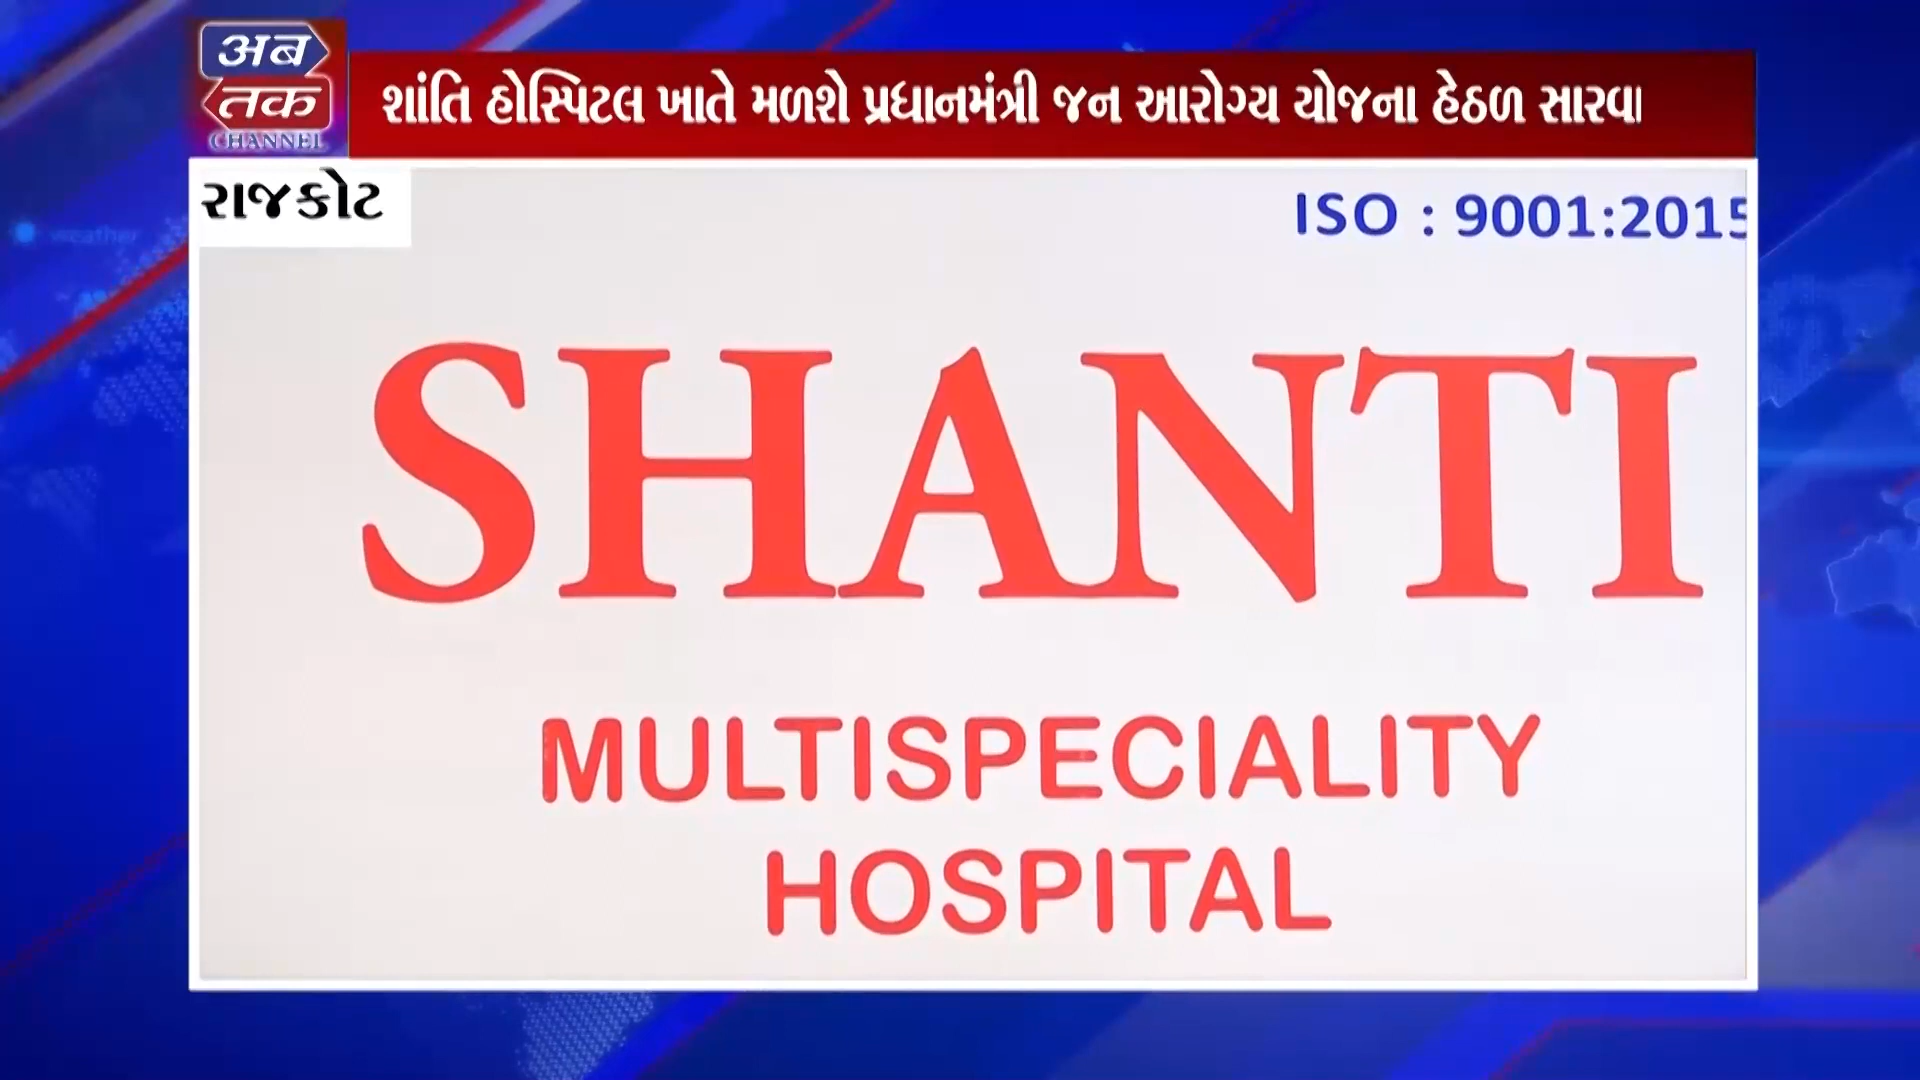 अब
तक
CHANNEL
શાંતિ હોસ્પિટલ ખાતે મળશે પ્રધાનમંત્રી જન આરોગ્ય યોજના હેઠળ સારવા
રાજકોટ
ISO : 9001:2015
SHANTI
MULTISPECIALITY
HOSPITAL
weather